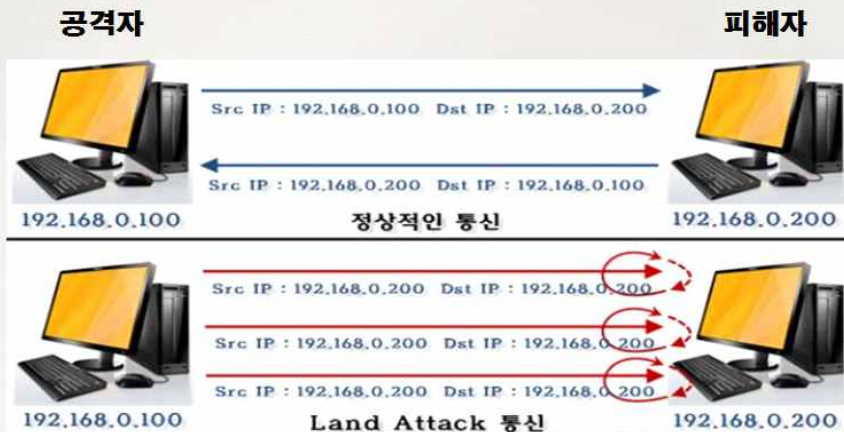 공격자 피해자
Src IP : 192.168.0.100 Dst IP : 192.168.0.200
Src IP : 192.168.0.200 Dst IP : 192.168.0.100
192.168.0.100 정상적인 통신 192.168.0.200
Src IP : 192.168.0.200 Dst IP : 192.168.0.200
Src IP : 192.168.0.200 Dst IP : 192.168.0.200
Src IP : 192.168.0.200 Dst IP : 192.168.0.200
192.168.0.100 Land Attack 통신 192.168.0.200